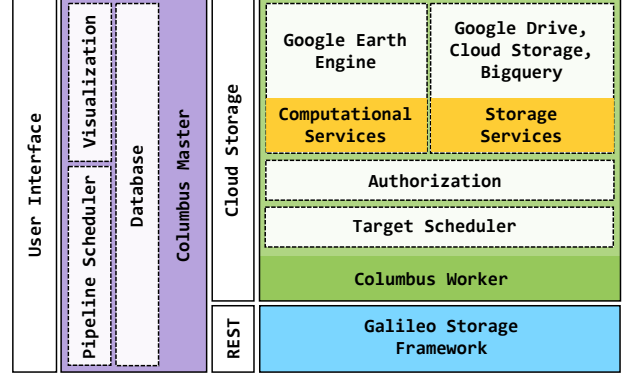 User Interface
Visualization
Pipeline Scheduler
Database
Columbus Master
Cloud Storage
REST
Google Earth
Engine
Google Drive,
Cloud Storage,
Bigquery
Computational
Services
Storage
Services
Authorization
Target Scheduler
Columbus Worker
Galileo Storage
Framework